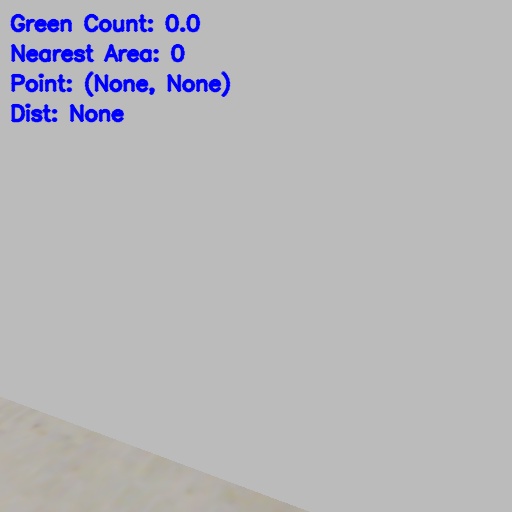 Green Count: 0.0
Nearest Area: 0
Point: (None, None)
Dist: None